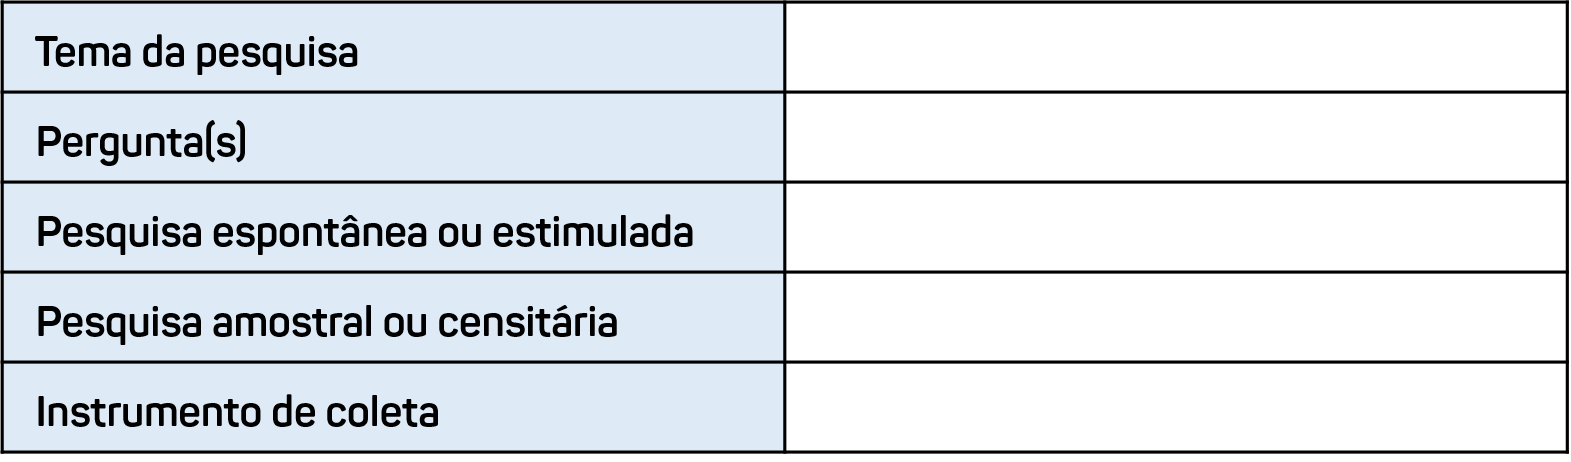 Tema da pesquisa
Pergunta(s)
Pesquisa espontânea ou estimulada
Pesquisa amostral ou censitária
Instrumento de coleta